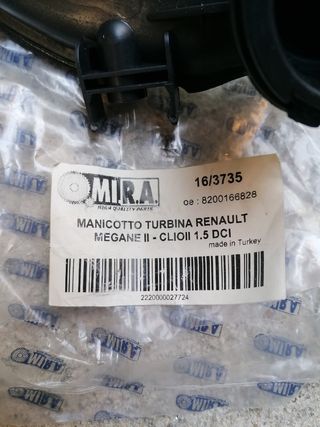 M.I.R.A.
HIGH QUALITY PARTS
16/3735
oe : 8200166828
MANICOTTO TURBINA RENAULT
MEGANE II - CLIOII 1.5 DCI
made in Turkey
2220000027724
M.I.R.A.